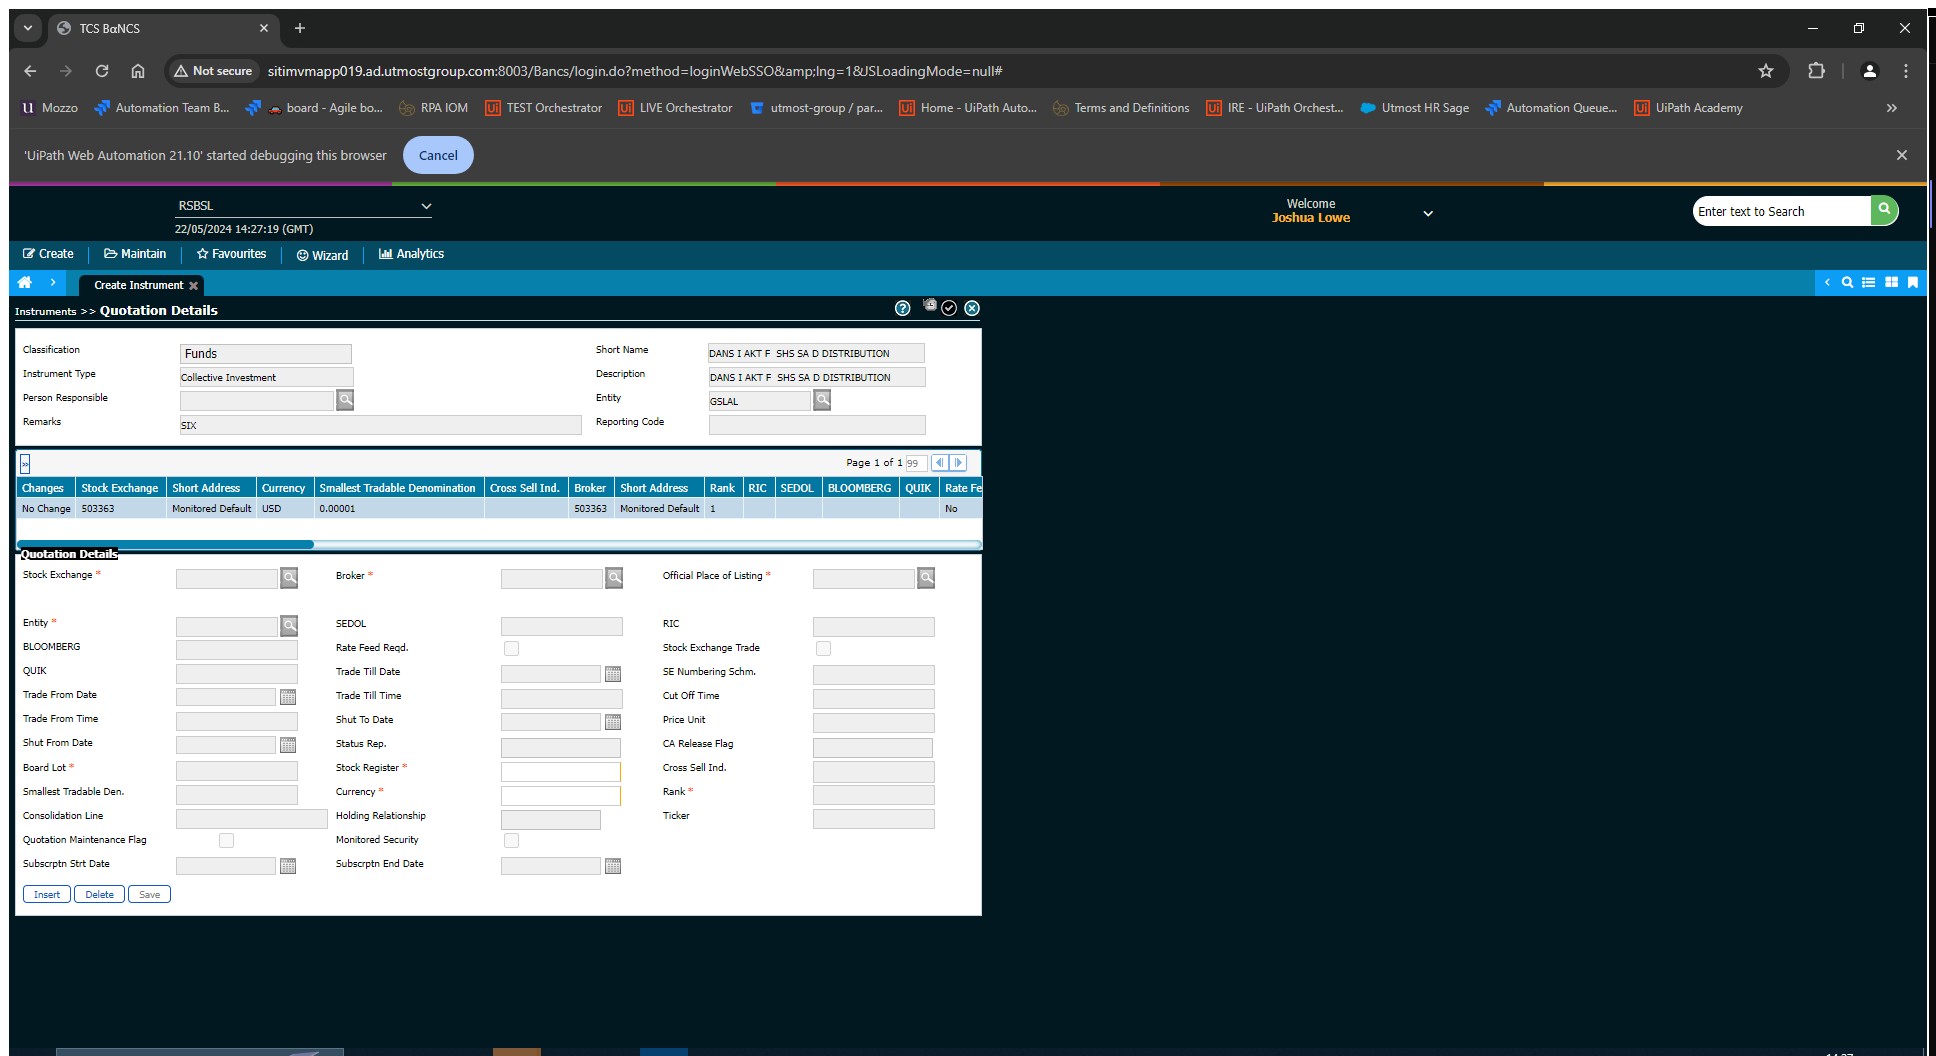 TCS BαNCS
Not secure
sitimvmapp019.ad.utmostgroup.com:8003/Bancs/login.do?method=loginWebSSO&amp;lng=1&JSLoadingMode=null#
Mozzo
Automation Team B...
board - Agile bo...
RPA IOM
TEST Orchestrator
LIVE Orchestrator
utmost-group / par...
Home - UiPath Auto...
Terms and Definitions
IRE - UiPath Orchest...
Utmost HR Sage
Automation Queue...
UiPath Academy
'UiPath Web Automation 21.10' started debugging this browser
Cancel
RSBSL
22/05/2024 14:27:19 (GMT)
Welcome
Joshua Lowe
Enter text to Search
Create
Maintain
Favourites
Wizard
Analytics
Create Instrument
Instruments >> Quotation Details
Classification Funds Short Name DANS I AKT F SHS SA D DISTRIBUTION
Instrument Type Collective Investment Description DANS I AKT F SHS SA D DISTRIBUTION
Person Responsible Entity GSLAL
Remarks SIX Reporting Code
Page 1 of 1 99
Changes Stock Exchange Short Address Currency Smallest Tradable Denomination Cross Sell Ind. Broker Short Address Rank RIC SEDOL BLOOMBERG QUIK Rate Fe
No Change 503363 Monitored Default USD 0.00001 503363 Monitored Default 1 No
Quotation Details
Stock Exchange * Broker * Official Place of Listing *
Entity * SEDOL RIC
BLOOMBERG Rate Feed Reqd. Stock Exchange Trade
QUIK Trade Till Date SE Numbering Schm.
Trade From Date Trade Till Time Cut Off Time
Trade From Time Shut To Date Price Unit
Shut From Date Status Rep. CA Release Flag
Board Lot * Stock Register * Cross Sell Ind.
Smallest Tradable Den. Currency * Rank *
Consolidation Line Holding Relationship Ticker
Quotation Maintenance Flag Monitored Security
Subscrptn Strt Date Subscrptn End Date
Insert Delete Save